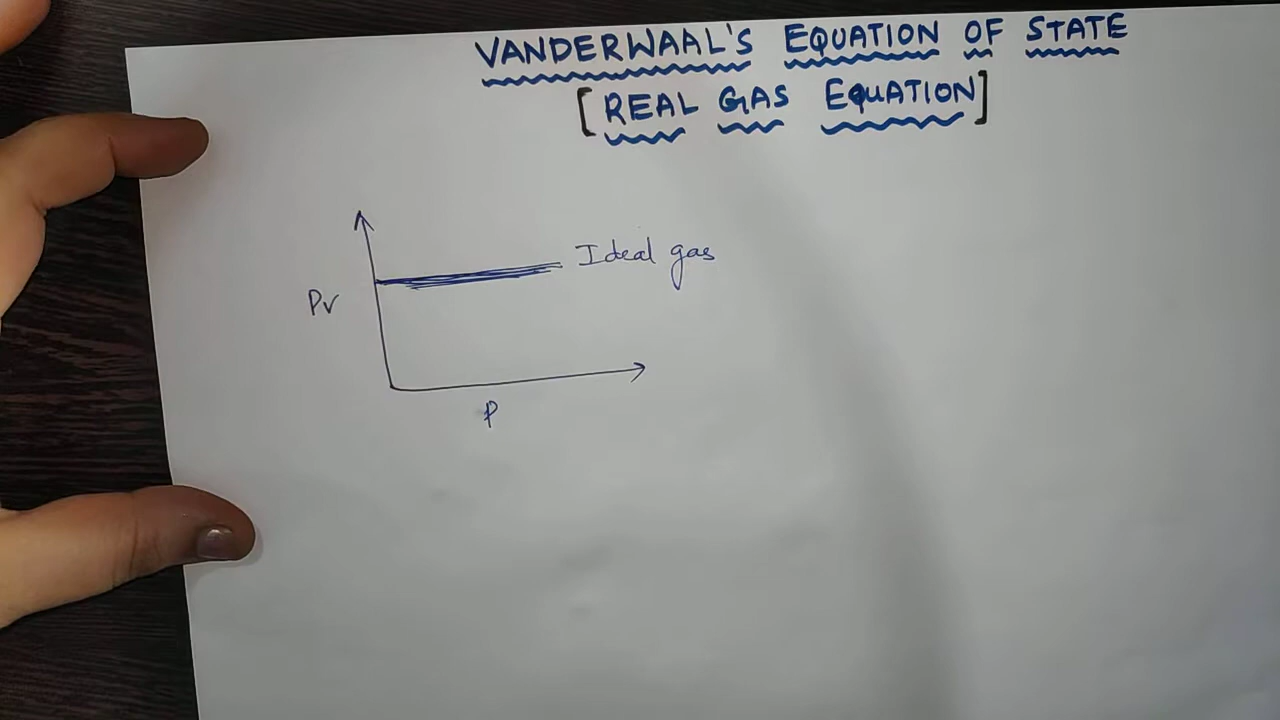 VANDERWAAL'S EQUATION OF STATE
[REAL GAS EQUATION]
Ideal gas
PV
P